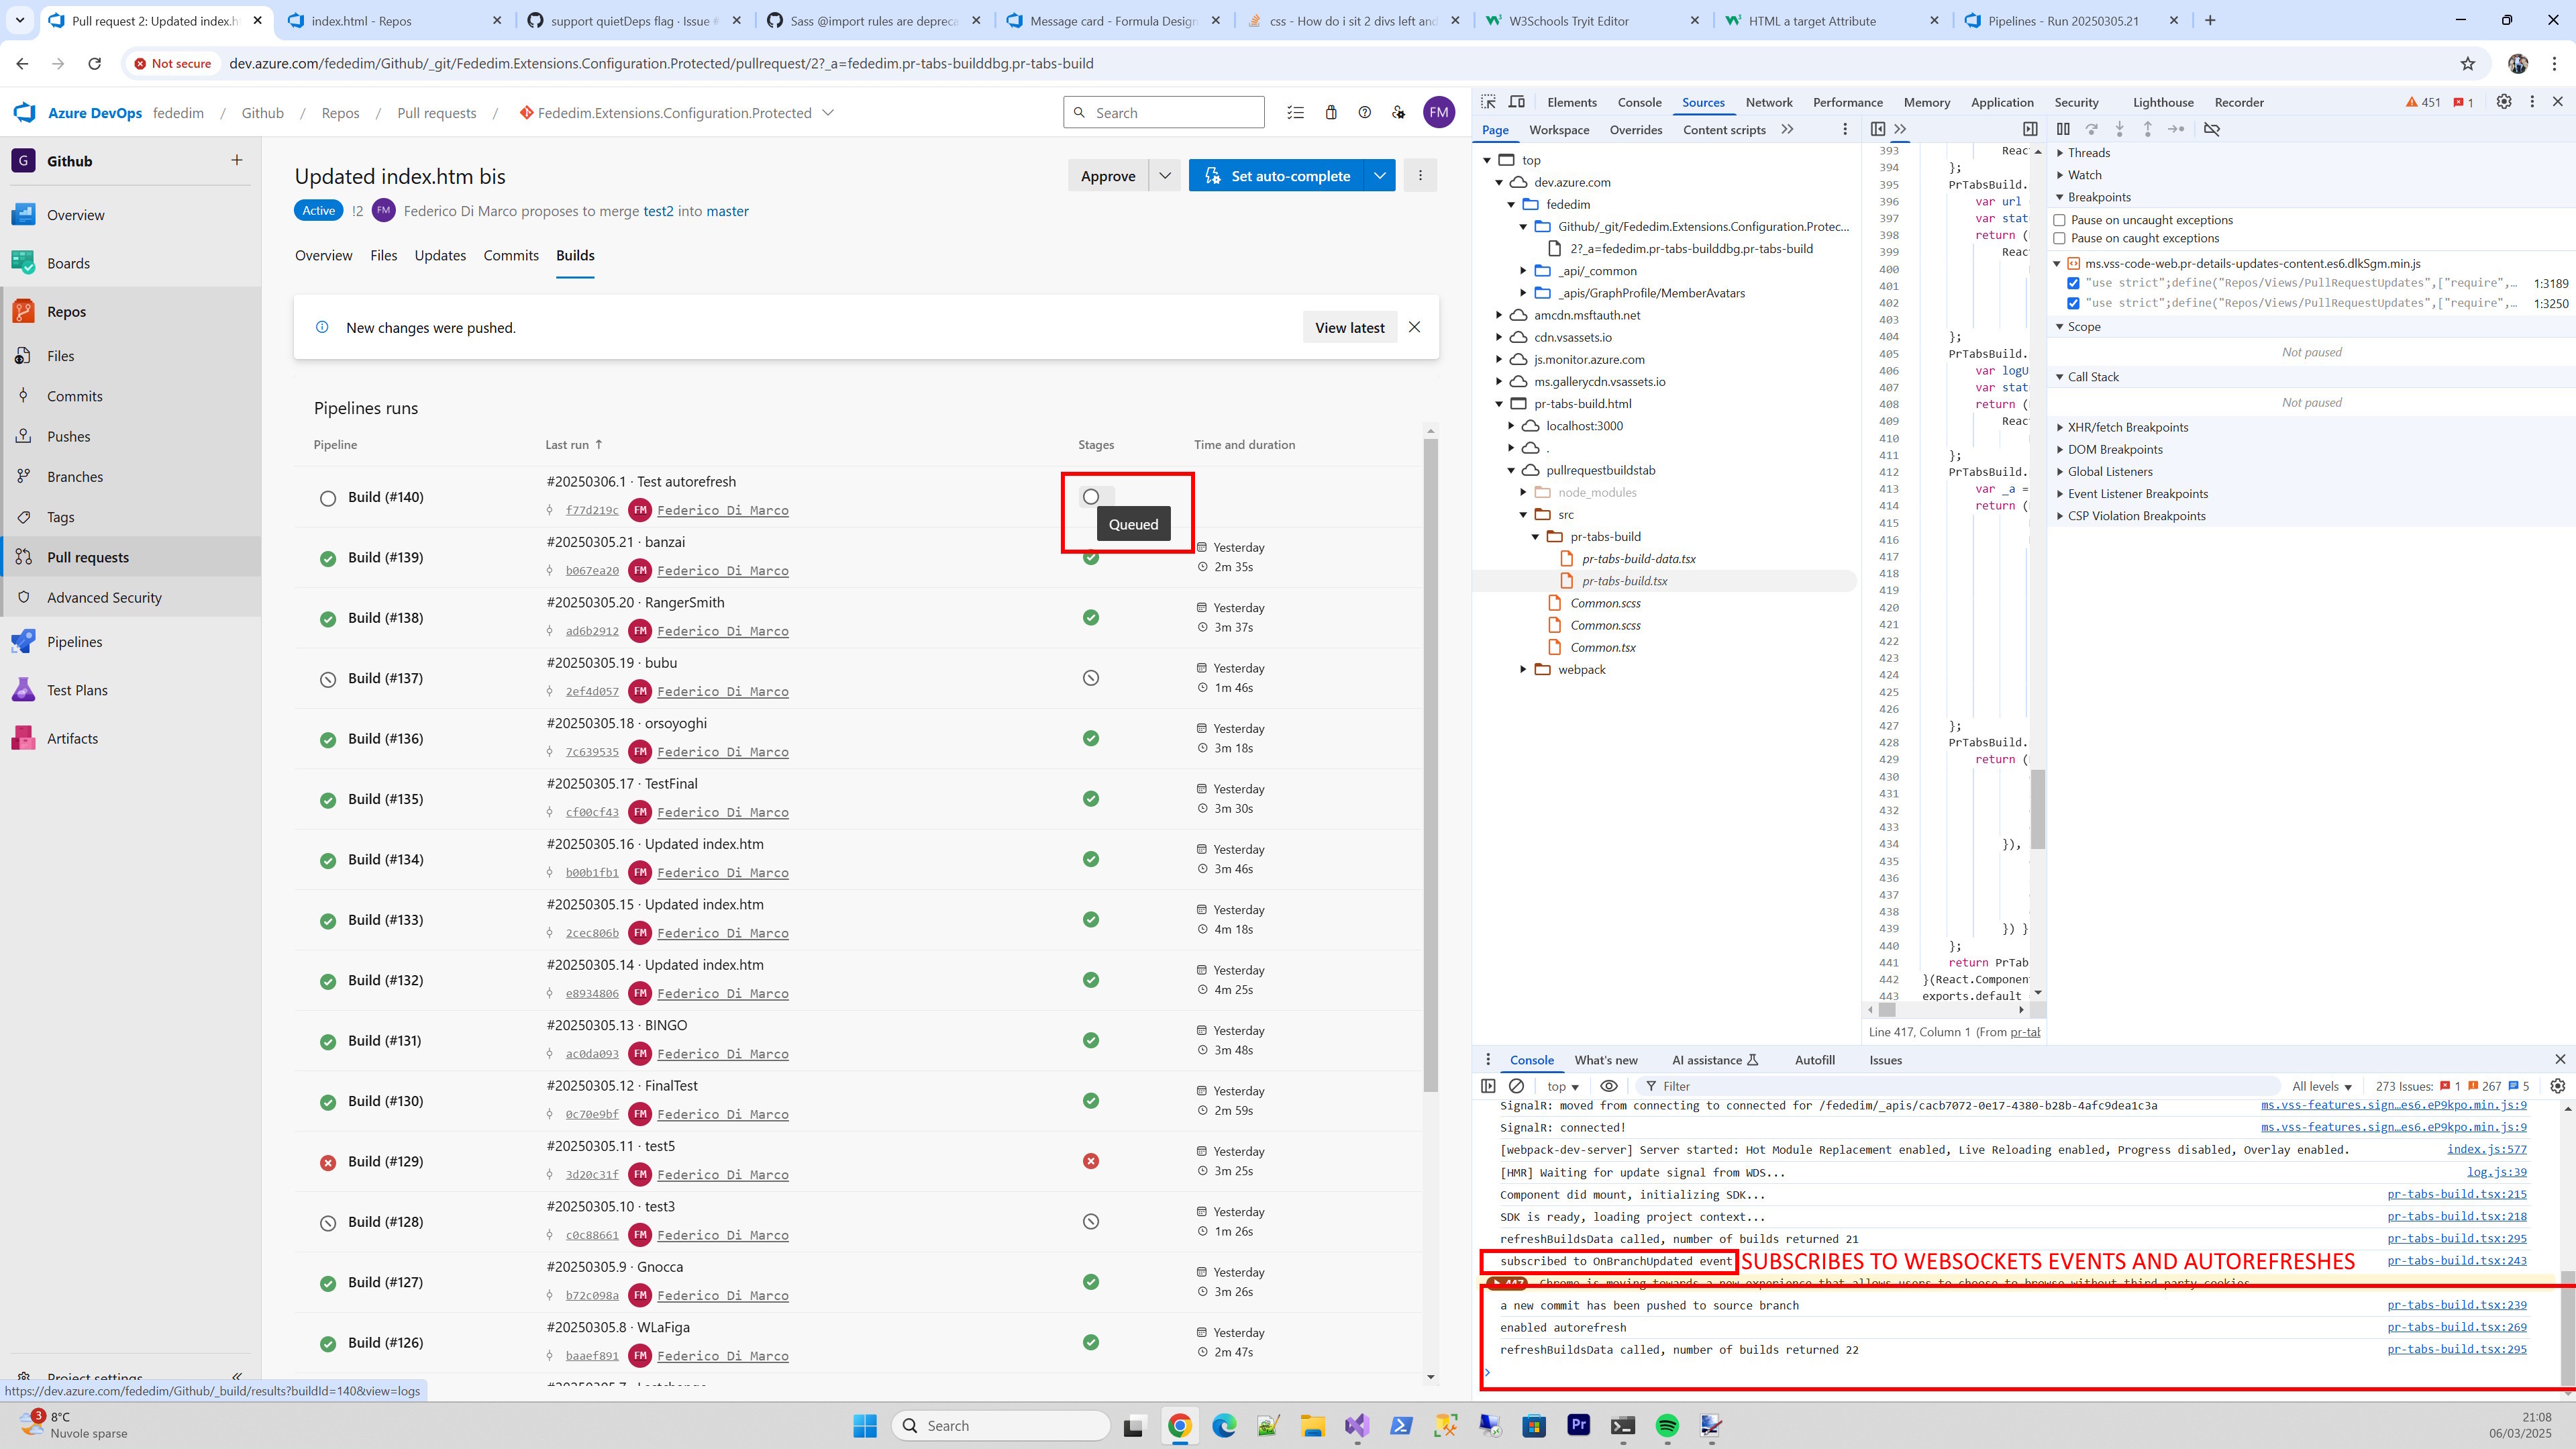 Pull request 2: Updated index.h
index.html - Repos
support quietDeps flag · Issue #
Sass @import rules are depreca
Message card - Formula Design
css - How do i sit 2 divs left and
W3Schools Tryit Editor
HTML a target Attribute
Pipelines - Run 20250305.21
Not secure
dev.azure.com/fededim/Github/_git/Fededim.Extensions.Configuration.Protected/pullrequest/2?_a=fededim.pr-tabs-builddbg.pr-tabs-build
Azure DevOps fededim / Github / Repos / Pull requests / Fededim.Extensions.Configuration.Protected
Search
FM
G Github +
Overview
Boards
Repos
Files
Commits
Pushes
Branches
Tags
Pull requests
Advanced Security
Pipelines
Test Plans
Artifacts
Project settings
https://dev.azure.com/fededim/Github/_build/results?buildId=140&view=logs
Updated index.htm bis
Approve
Set auto-complete
Active !2 FM Federico Di Marco proposes to merge test2 into master
Overview Files Updates Commits Builds
New changes were pushed.
View latest
Pipelines runs
Pipeline Last run ↑ Stages Time and duration
Build (#140)
#20250306.1 · Test autorefresh
f77d219c FM Federico Di Marco
Queued
Build (#139)
#20250305.21 · banzai
b067ea20 FM Federico Di Marco
Yesterday
2m 35s
Build (#138)
#20250305.20 · RangerSmith
ad6b2912 FM Federico Di Marco
Yesterday
3m 37s
Build (#137)
#20250305.19 · bubu
2ef4d057 FM Federico Di Marco
Yesterday
1m 46s
Build (#136)
#20250305.18 · orsoyoghi
7c639535 FM Federico Di Marco
Yesterday
3m 18s
Build (#135)
#20250305.17 · TestFinal
cf00cf43 FM Federico Di Marco
Yesterday
3m 30s
Build (#134)
#20250305.16 · Updated index.htm
b00b1fb1 FM Federico Di Marco
Yesterday
3m 46s
Build (#133)
#20250305.15 · Updated index.htm
2cec806b FM Federico Di Marco
Yesterday
4m 18s
Build (#132)
#20250305.14 · Updated index.htm
e8934806 FM Federico Di Marco
Yesterday
4m 25s
Build (#131)
#20250305.13 · BINGO
ac0da093 FM Federico Di Marco
Yesterday
3m 48s
Build (#130)
#20250305.12 · FinalTest
0c70e9bf FM Federico Di Marco
Yesterday
2m 59s
Build (#129)
#20250305.11 · test5
3d20c31f FM Federico Di Marco
Yesterday
3m 25s
Build (#128)
#20250305.10 · test3
c0c88661 FM Federico Di Marco
Yesterday
1m 26s
Build (#127)
#20250305.9 · Gnocca
b72c098a FM Federico Di Marco
Yesterday
3m 26s
Build (#126)
#20250305.8 · WLaFiga
baaef891 FM Federico Di Marco
Yesterday
2m 47s
Elements Console Sources Network Performance Memory Application Security Lighthouse Recorder 451 1
Page Workspace Overrides Content scripts
top
dev.azure.com
fededim
Github/_git/Fededim.Extensions.Configuration.Protec...
2?_a=fededim.pr-tabs-builddbg.pr-tabs-build
_api/_common
_apis/GraphProfile/MemberAvatars
amcdn.msftauth.net
cdn.vsassets.io
js.monitor.azure.com
ms.gallerycdn.vsassets.io
pr-tabs-build.html
localhost:3000
.
pullrequestbuildstab
node_modules
src
pr-tabs-build
pr-tabs-build-data.tsx
pr-tabs-build.tsx
Common.scss
Common.scss
Common.tsx
webpack
393 Reac
394 };
395 PrTabsBuild.
396 var url
397 var stat
398 return (
399 Reac
400
401
402
403
404 };
405 PrTabsBuild.
406 var logU
407 var stat
408 return (
409 Reac
410
411 };
412 PrTabsBuild.
413 var _a =
414 return (
415
416
417
418
419
420
421
422
423
424
425
426
427 };
428 PrTabsBuild.
429 return (
430
431
432
433
434 }),
435
436
437
438
439 }) }
440 };
441 return PrTab
442 }(React.Component
443 exports.default
Line 417, Column 1 (From pr-tab
Threads
Watch
Breakpoints
Pause on uncaught exceptions
Pause on caught exceptions
ms.vss-code-web.pr-details-updates-content.es6.dlkSgm.min.js
"use strict";define("Repos/Views/PullRequestUpdates",["require",… 1:3189
"use strict";define("Repos/Views/PullRequestUpdates",["require",… 1:3250
Scope
Not paused
Call Stack
Not paused
XHR/fetch Breakpoints
DOM Breakpoints
Global Listeners
Event Listener Breakpoints
CSP Violation Breakpoints
Console What's new AI assistance Autofill Issues
top Filter All levels 273 Issues: 1 267 5
SignalR: moved from connecting to connected for /fededim/_apis/cacb7072-0e17-4380-b28b-4afc9dea1c3a ms.vss-features.sign…es6.eP9kpo.min.js:9
SignalR: connected! ms.vss-features.sign…es6.eP9kpo.min.js:9
[webpack-dev-server] Server started: Hot Module Replacement enabled, Live Reloading enabled, Progress disabled, Overlay enabled. index.js:577
[HMR] Waiting for update signal from WDS... log.js:39
Component did mount, initializing SDK... pr-tabs-build.tsx:215
SDK is ready, loading project context... pr-tabs-build.tsx:218
refreshBuildsData called, number of builds returned 21 pr-tabs-build.tsx:295
subscribed to OnBranchUpdated event SUBSCRIBES TO WEBSOCKETS EVENTS AND AUTOREFRESHES pr-tabs-build.tsx:243
447 Chrome is moving towards a new experience that allows users to choose to browse without third-party cookies.
a new commit has been pushed to source branch pr-tabs-build.tsx:239
enabled autorefresh pr-tabs-build.tsx:269
refreshBuildsData called, number of builds returned 22 pr-tabs-build.tsx:295
3 8°C
Nuvole sparse
Search
Pr
21:08
06/03/2025